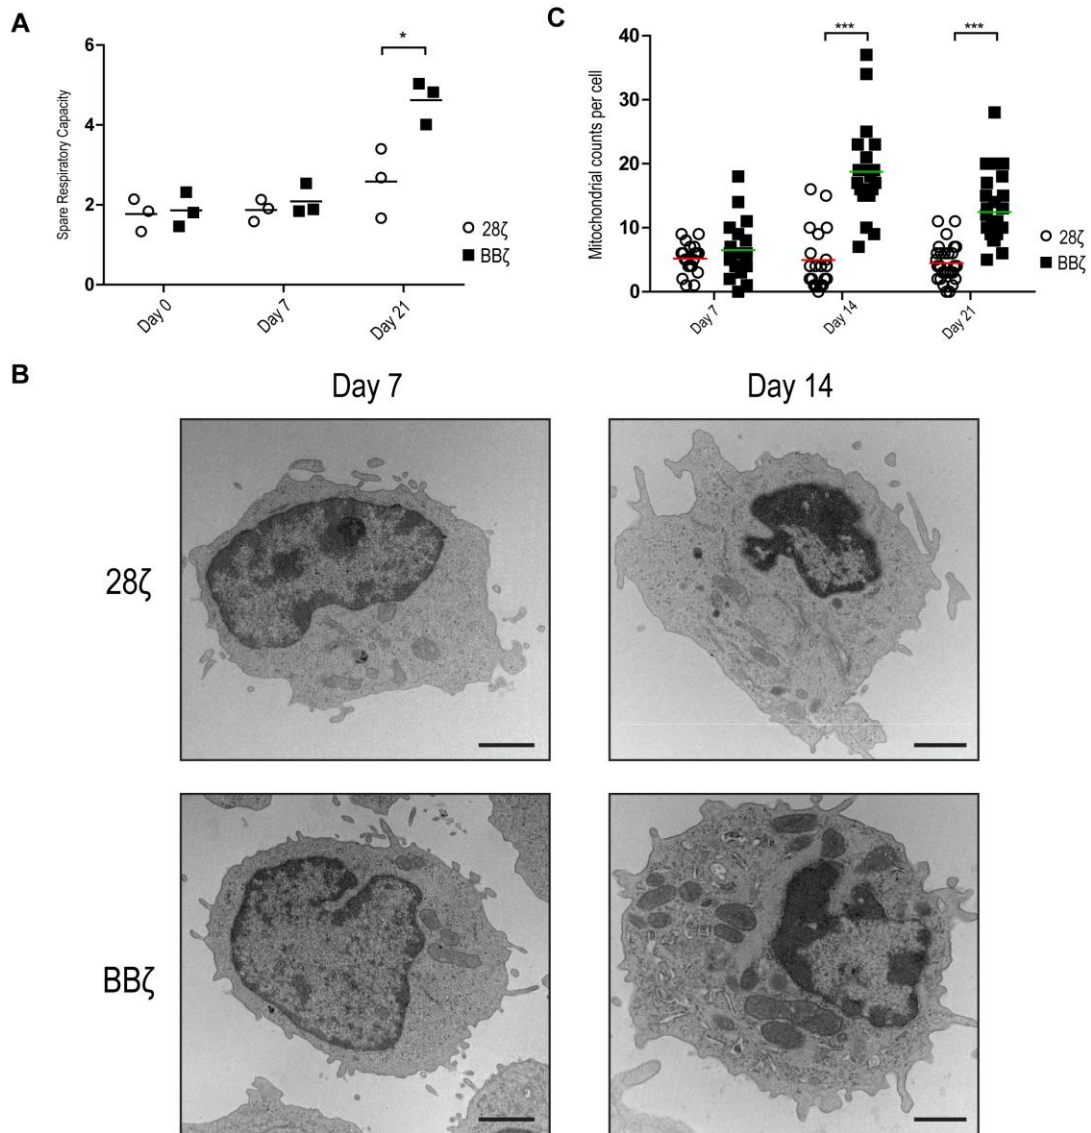 A
Spare Respiratory Capacity
6
4
2
0
*
Day 0
Day 7
Day 21
28ζ
BBζ
C
Mitochondrial counts per cell
40
30
20
10
0
***
***
Day 7
Day 14
Day 21
28ζ
BBζ
B
Day 7
Day 14
28ζ
BBζ